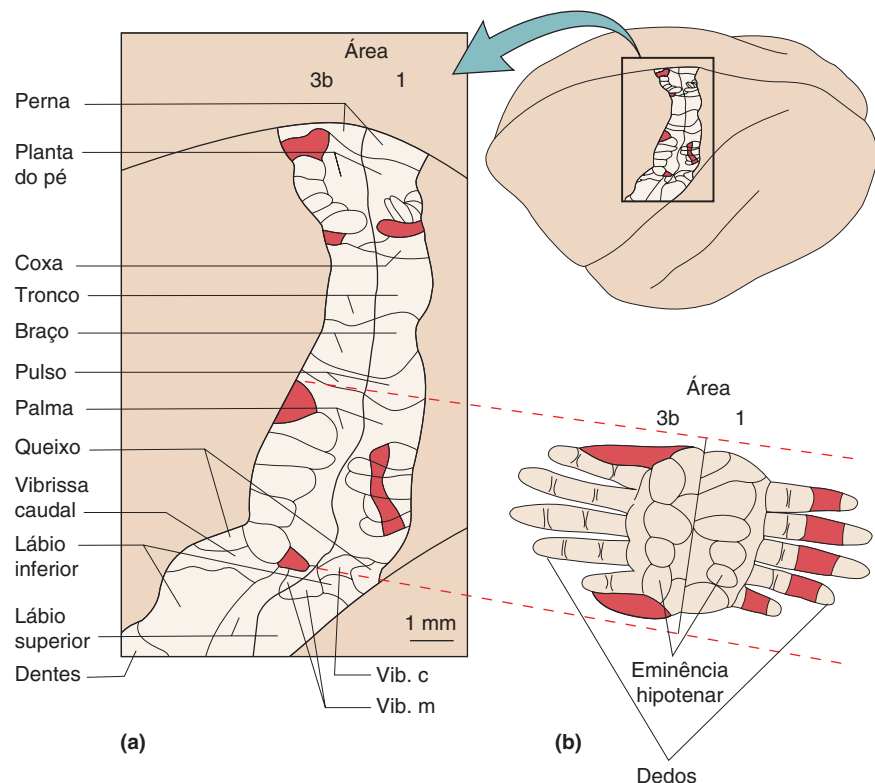 Área
3b
1
Perna
Planta
do pé
Coxa
Tronco
Braço
Pulso
Palma
Queixo
Vibrissa
caudal
Lábio
inferior
Lábio
superior
Dentes
1 mm
Vib. c
Vib. m
(a)
Área
3b
1
Eminência
hipotenar
(b)
Dedos